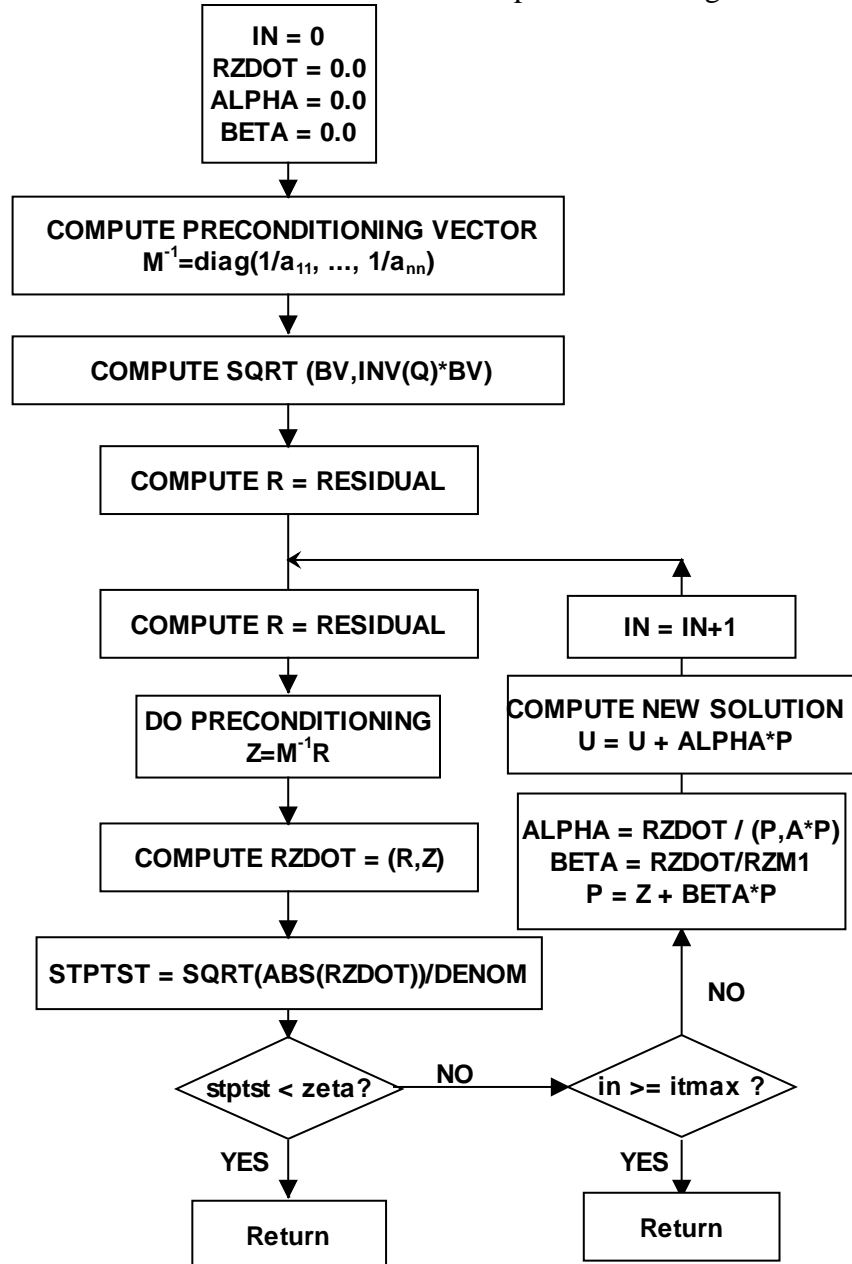 IN = 0
RZDOT = 0.0
ALPHA = 0.0
BETA = 0.0
COMPUTE PRECONDITIONING VECTOR
M⁻¹=diag(1/a₁₁, ..., 1/aₙₙ)
COMPUTE SQRT (BV,INV(Q)*BV)
COMPUTE R = RESIDUAL
COMPUTE R = RESIDUAL
DO PRECONDITIONING
Z=M⁻¹R
COMPUTE RZDOT = (R,Z)
STPTST = SQRT(ABS(RZDOT))/DENOM
stptst < zeta?
NO
YES
Return
in >= itmax ?
YES
Return
NO
ALPHA = RZDOT / (P,A*P)
BETA = RZDOT/RZM1
P = Z + BETA*P
COMPUTE NEW SOLUTION
U = U + ALPHA*P
IN = IN+1